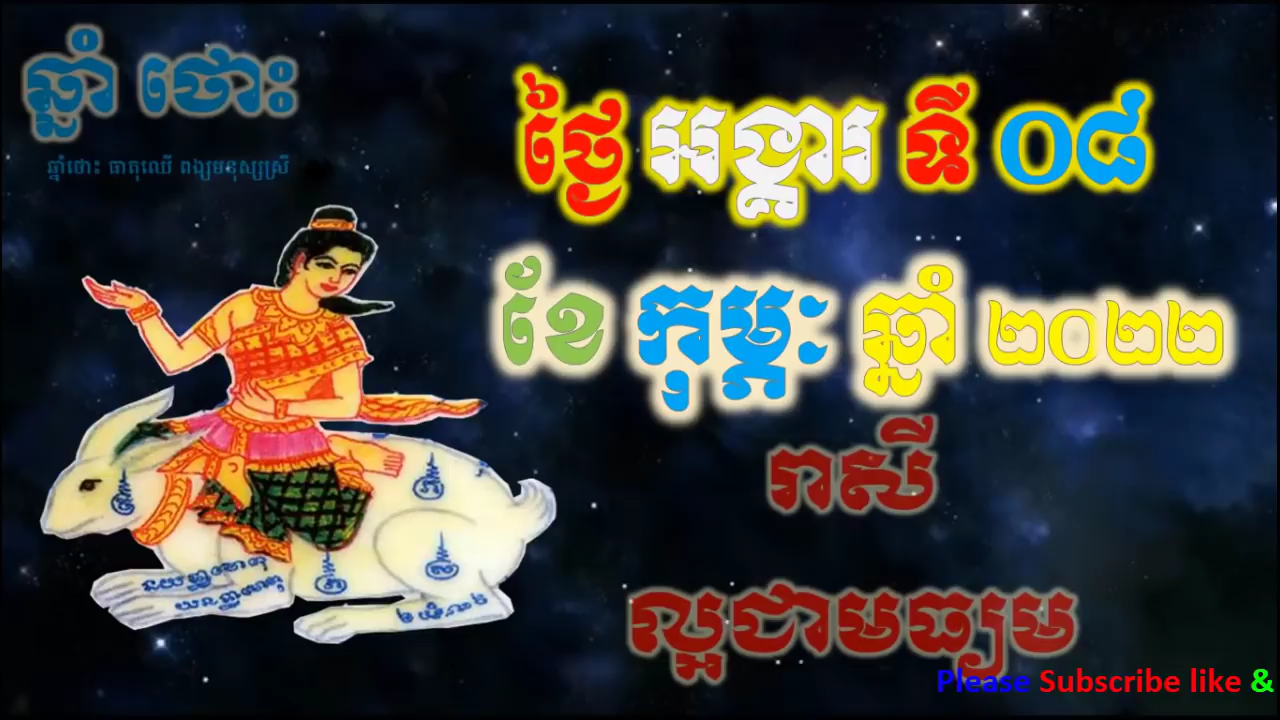 ឆ្នាំ ថោះ
ឆ្នាំថោះ ធាតុឈើ ពង្យមនុស្សស្រី
ថ្ងៃ អង្គារ ទី ០៨
ខែ កុម្ភៈ ឆ្នាំ ២០២២
រាសី
ល្អជាមធ្យម
Please Subscribe like &